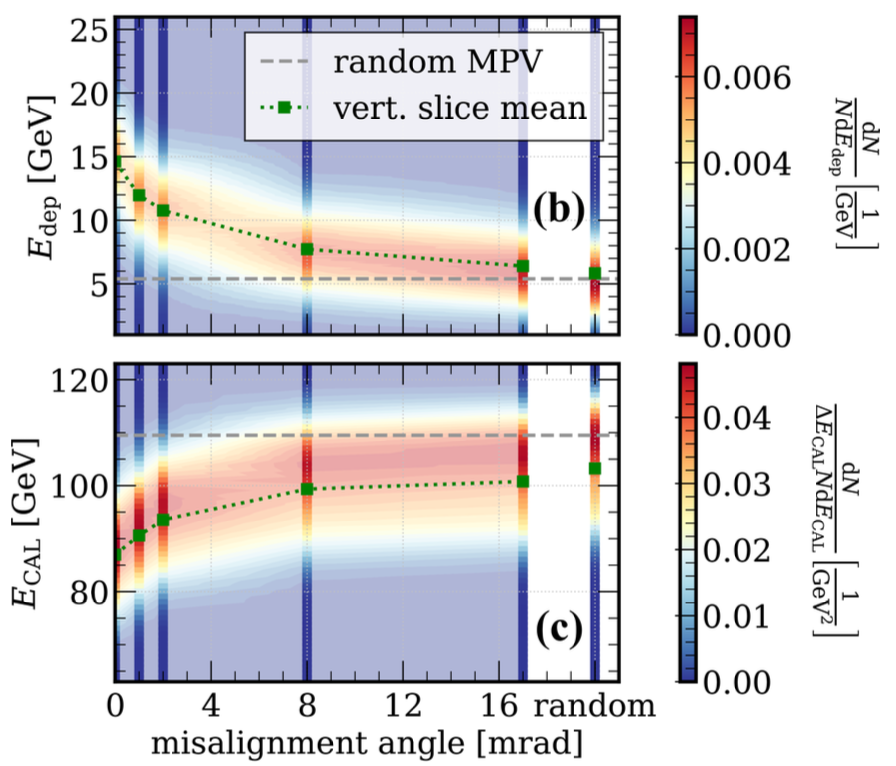 25
20
15
10
5
E_dep [GeV]
random MPV
vert. slice mean
(b)
0.006
0.004
0.002
0.000
dN/NdE_dep [1/GeV]
120
100
80
E_CAL [GeV]
(c)
0.04
0.03
0.02
0.01
0.00
dN/ΔE_CAL NdE_CAL [1/GeV²]
0 4 8 12 16 random
misalignment angle [mrad]